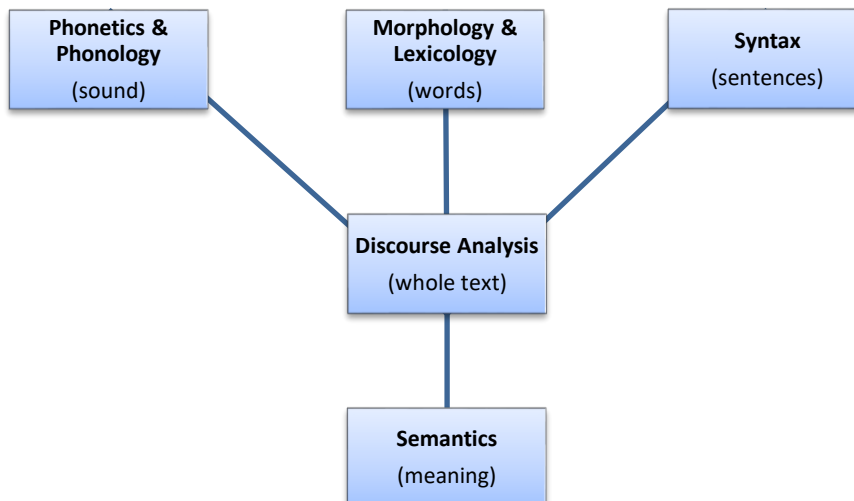 Phonetics &
Phonology
(sound)
Morphology &
Lexicology
(words)
Syntax
(sentences)
Discourse Analysis
(whole text)
Semantics
(meaning)